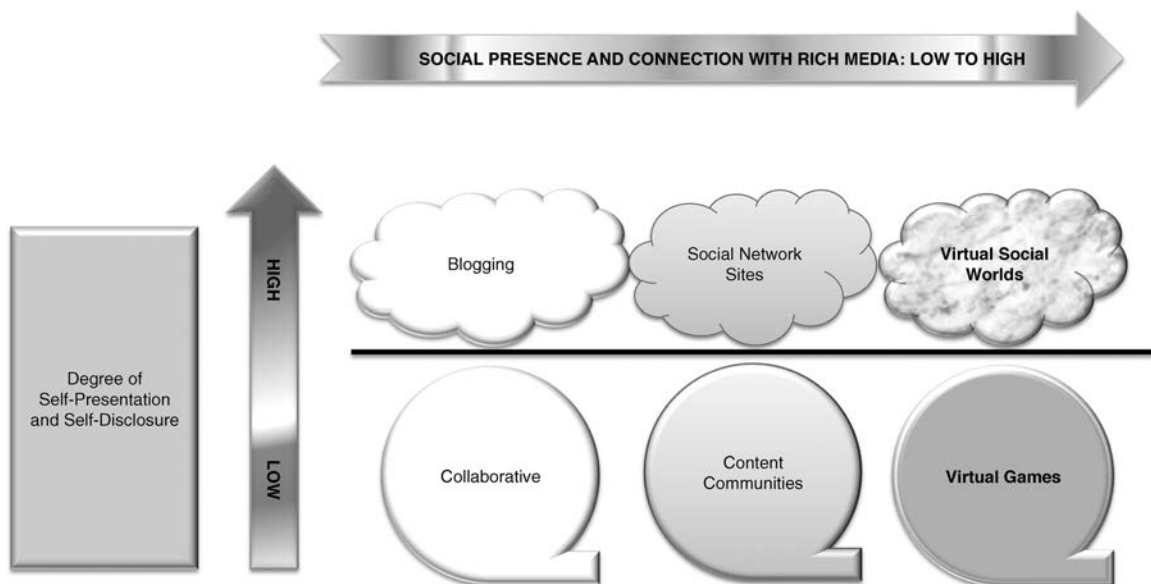 SOCIAL PRESENCE AND CONNECTION WITH RICH MEDIA: LOW TO HIGH
Blogging
Social Network
Sites
Virtual Social
Worlds
HIGH
Degree of
Self-Presentation
and Self-Disclosure
LOW
Collaborative
Content
Communities
Virtual Games